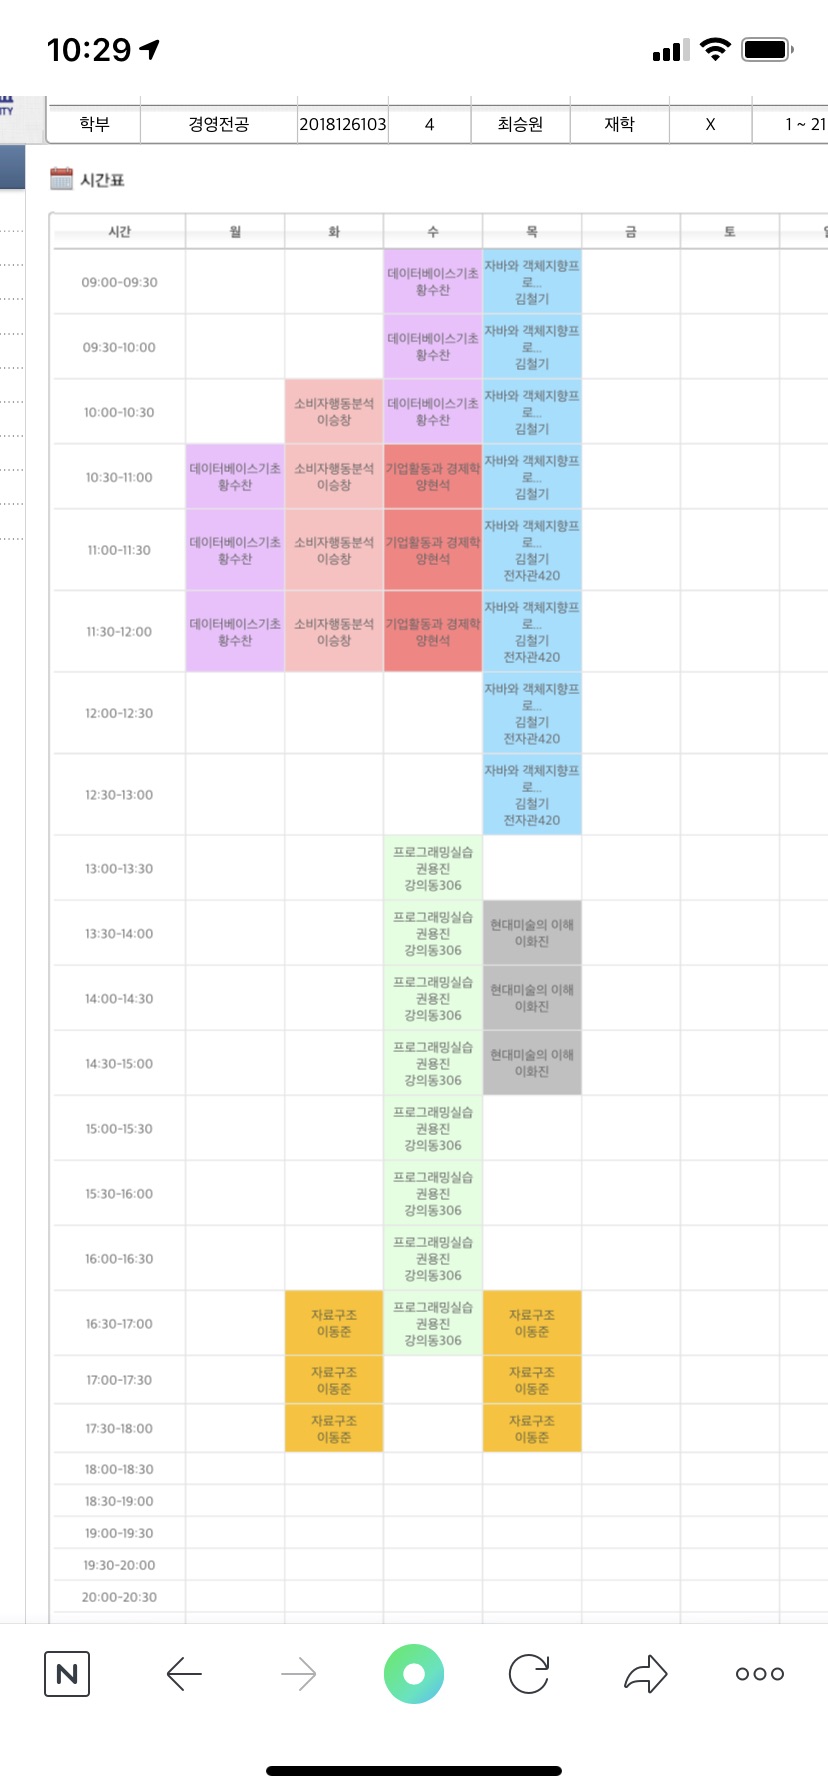 10:29
ITY
학부 경영전공 2018126103 4 최승원 재학 X 1 ~ 21
시간표
시간 월 화 수 목 금 토
09:00-09:30 데이터베이스기초 황수찬 자바와 객체지향프로... 김철기
09:30-10:00 데이터베이스기초 황수찬 자바와 객체지향프로... 김철기
10:00-10:30 소비자행동분석 이승창 데이터베이스기초 황수찬 자바와 객체지향프로... 김철기
10:30-11:00 데이터베이스기초 황수찬 소비자행동분석 이승창 기업활동과 경제학 양현석 자바와 객체지향프로... 김철기
11:00-11:30 데이터베이스기초 황수찬 소비자행동분석 이승창 기업활동과 경제학 양현석 자바와 객체지향프로... 김철기 전자관420
11:30-12:00 데이터베이스기초 황수찬 소비자행동분석 이승창 기업활동과 경제학 양현석 자바와 객체지향프로... 김철기 전자관420
12:00-12:30 자바와 객체지향프로... 김철기 전자관420
12:30-13:00 자바와 객체지향프로... 김철기 전자관420
13:00-13:30 프로그래밍실습 권용진 강의동306
13:30-14:00 프로그래밍실습 권용진 강의동306 현대미술의 이해 이화진
14:00-14:30 프로그래밍실습 권용진 강의동306 현대미술의 이해 이화진
14:30-15:00 프로그래밍실습 권용진 강의동306 현대미술의 이해 이화진
15:00-15:30 프로그래밍실습 권용진 강의동306
15:30-16:00 프로그래밍실습 권용진 강의동306
16:00-16:30 프로그래밍실습 권용진 강의동306
16:30-17:00 자료구조 이동준 프로그래밍실습 권용진 강의동306 자료구조 이동준
17:00-17:30 자료구조 이동준 자료구조 이동준
17:30-18:00 자료구조 이동준 자료구조 이동준
18:00-18:30
18:30-19:00
19:00-19:30
19:30-20:00
20:00-20:30
N